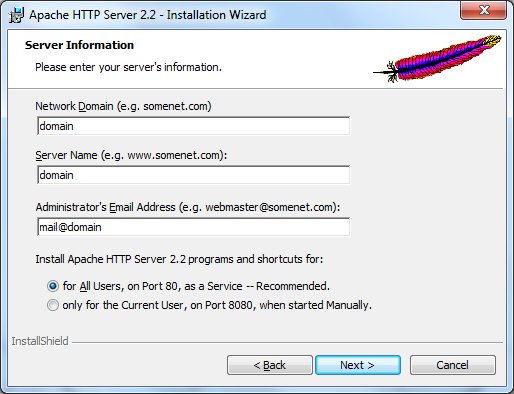 Apache HTTP Server 2.2 - Installation Wizard
Server Information
Please enter your server's information.
Network Domain (e.g. somenet.com)
domain
Server Name (e.g. www.somenet.com):
domain
Administrator's Email Address (e.g. webmaster@somenet.com):
mail@domain
Install Apache HTTP Server 2.2 programs and shortcuts for:
for All Users, on Port 80, as a Service -- Recommended.
only for the Current User, on Port 8080, when started Manually.
InstallShield
< Back Next > Cancel